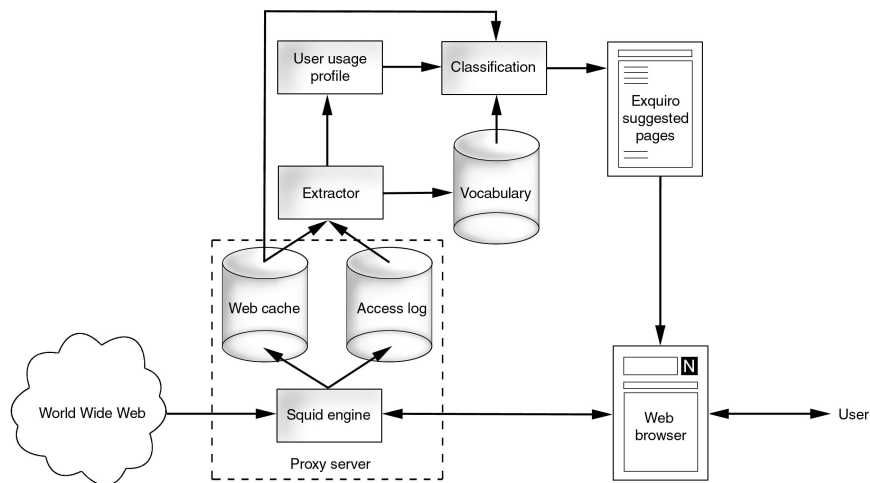 User usage
profile
Classification
Exquiro
suggested
pages
Extractor
Vocabulary
Web cache
Access log
World Wide Web
Squid engine
Proxy server
N
Web
browser
User